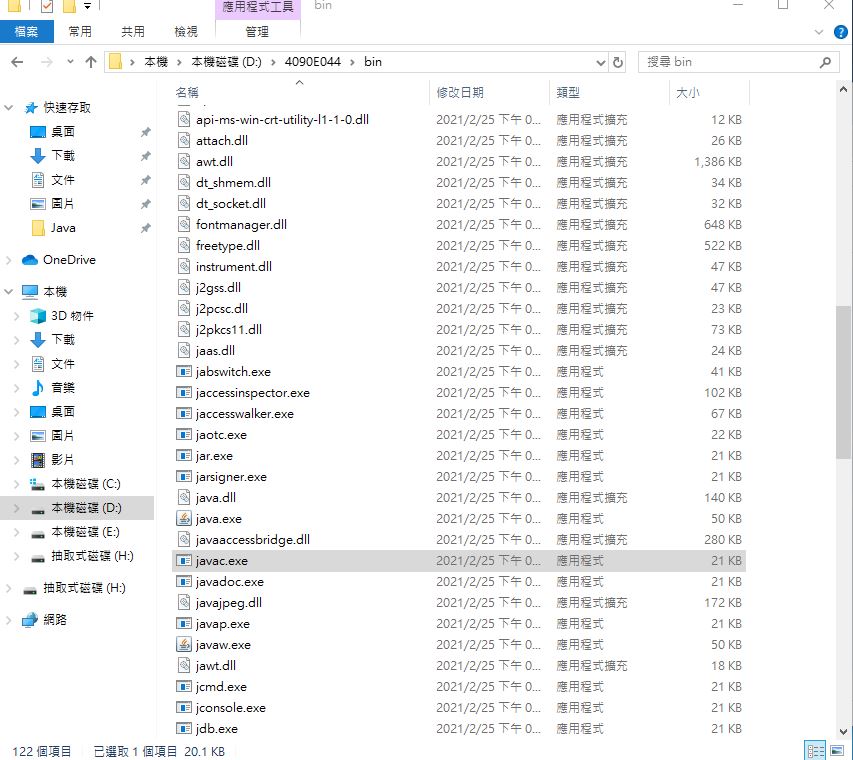 應用程式工具 bin
檔案 常用 共用 檢視 管理
本機 本機磁碟 (D:) 4090E044 bin
搜尋 bin
名稱 修改日期 類型 大小
快速存取
桌面
下載
文件
圖片
Java
OneDrive
本機
3D 物件
下載
文件
音樂
桌面
圖片
影片
本機磁碟 (C:)
本機磁碟 (D:)
本機磁碟 (E:)
抽取式磁碟 (H:)
抽取式磁碟 (H:)
網路
api-ms-win-crt-utility-l1-1-0.dll 2021/2/25 下午 0... 應用程式擴充 12 KB
attach.dll 2021/2/25 下午 0... 應用程式擴充 26 KB
awt.dll 2021/2/25 下午 0... 應用程式擴充 1,386 KB
dt_shmem.dll 2021/2/25 下午 0... 應用程式擴充 34 KB
dt_socket.dll 2021/2/25 下午 0... 應用程式擴充 32 KB
fontmanager.dll 2021/2/25 下午 0... 應用程式擴充 648 KB
freetype.dll 2021/2/25 下午 0... 應用程式擴充 522 KB
instrument.dll 2021/2/25 下午 0... 應用程式擴充 47 KB
j2gss.dll 2021/2/25 下午 0... 應用程式擴充 47 KB
j2pcsc.dll 2021/2/25 下午 0... 應用程式擴充 23 KB
j2pkcs11.dll 2021/2/25 下午 0... 應用程式擴充 73 KB
jaas.dll 2021/2/25 下午 0... 應用程式擴充 24 KB
jabswitch.exe 2021/2/25 下午 0... 應用程式 41 KB
jaccessinspector.exe 2021/2/25 下午 0... 應用程式 102 KB
jaccesswalker.exe 2021/2/25 下午 0... 應用程式 67 KB
jaotc.exe 2021/2/25 下午 0... 應用程式 22 KB
jar.exe 2021/2/25 下午 0... 應用程式 21 KB
jarsigner.exe 2021/2/25 下午 0... 應用程式 21 KB
java.dll 2021/2/25 下午 0... 應用程式擴充 140 KB
java.exe 2021/2/25 下午 0... 應用程式 50 KB
javaaccessbridge.dll 2021/2/25 下午 0... 應用程式擴充 280 KB
javac.exe 2021/2/25 下午 0... 應用程式 21 KB
javadoc.exe 2021/2/25 下午 0... 應用程式 21 KB
javajpeg.dll 2021/2/25 下午 0... 應用程式擴充 172 KB
javap.exe 2021/2/25 下午 0... 應用程式 21 KB
javaw.exe 2021/2/25 下午 0... 應用程式 50 KB
jawt.dll 2021/2/25 下午 0... 應用程式擴充 18 KB
jcmd.exe 2021/2/25 下午 0... 應用程式 21 KB
jconsole.exe 2021/2/25 下午 0... 應用程式 21 KB
jdb.exe 2021/2/25 下午 0... 應用程式 21 KB
122 個項目 已選取 1 個項目 20.1 KB